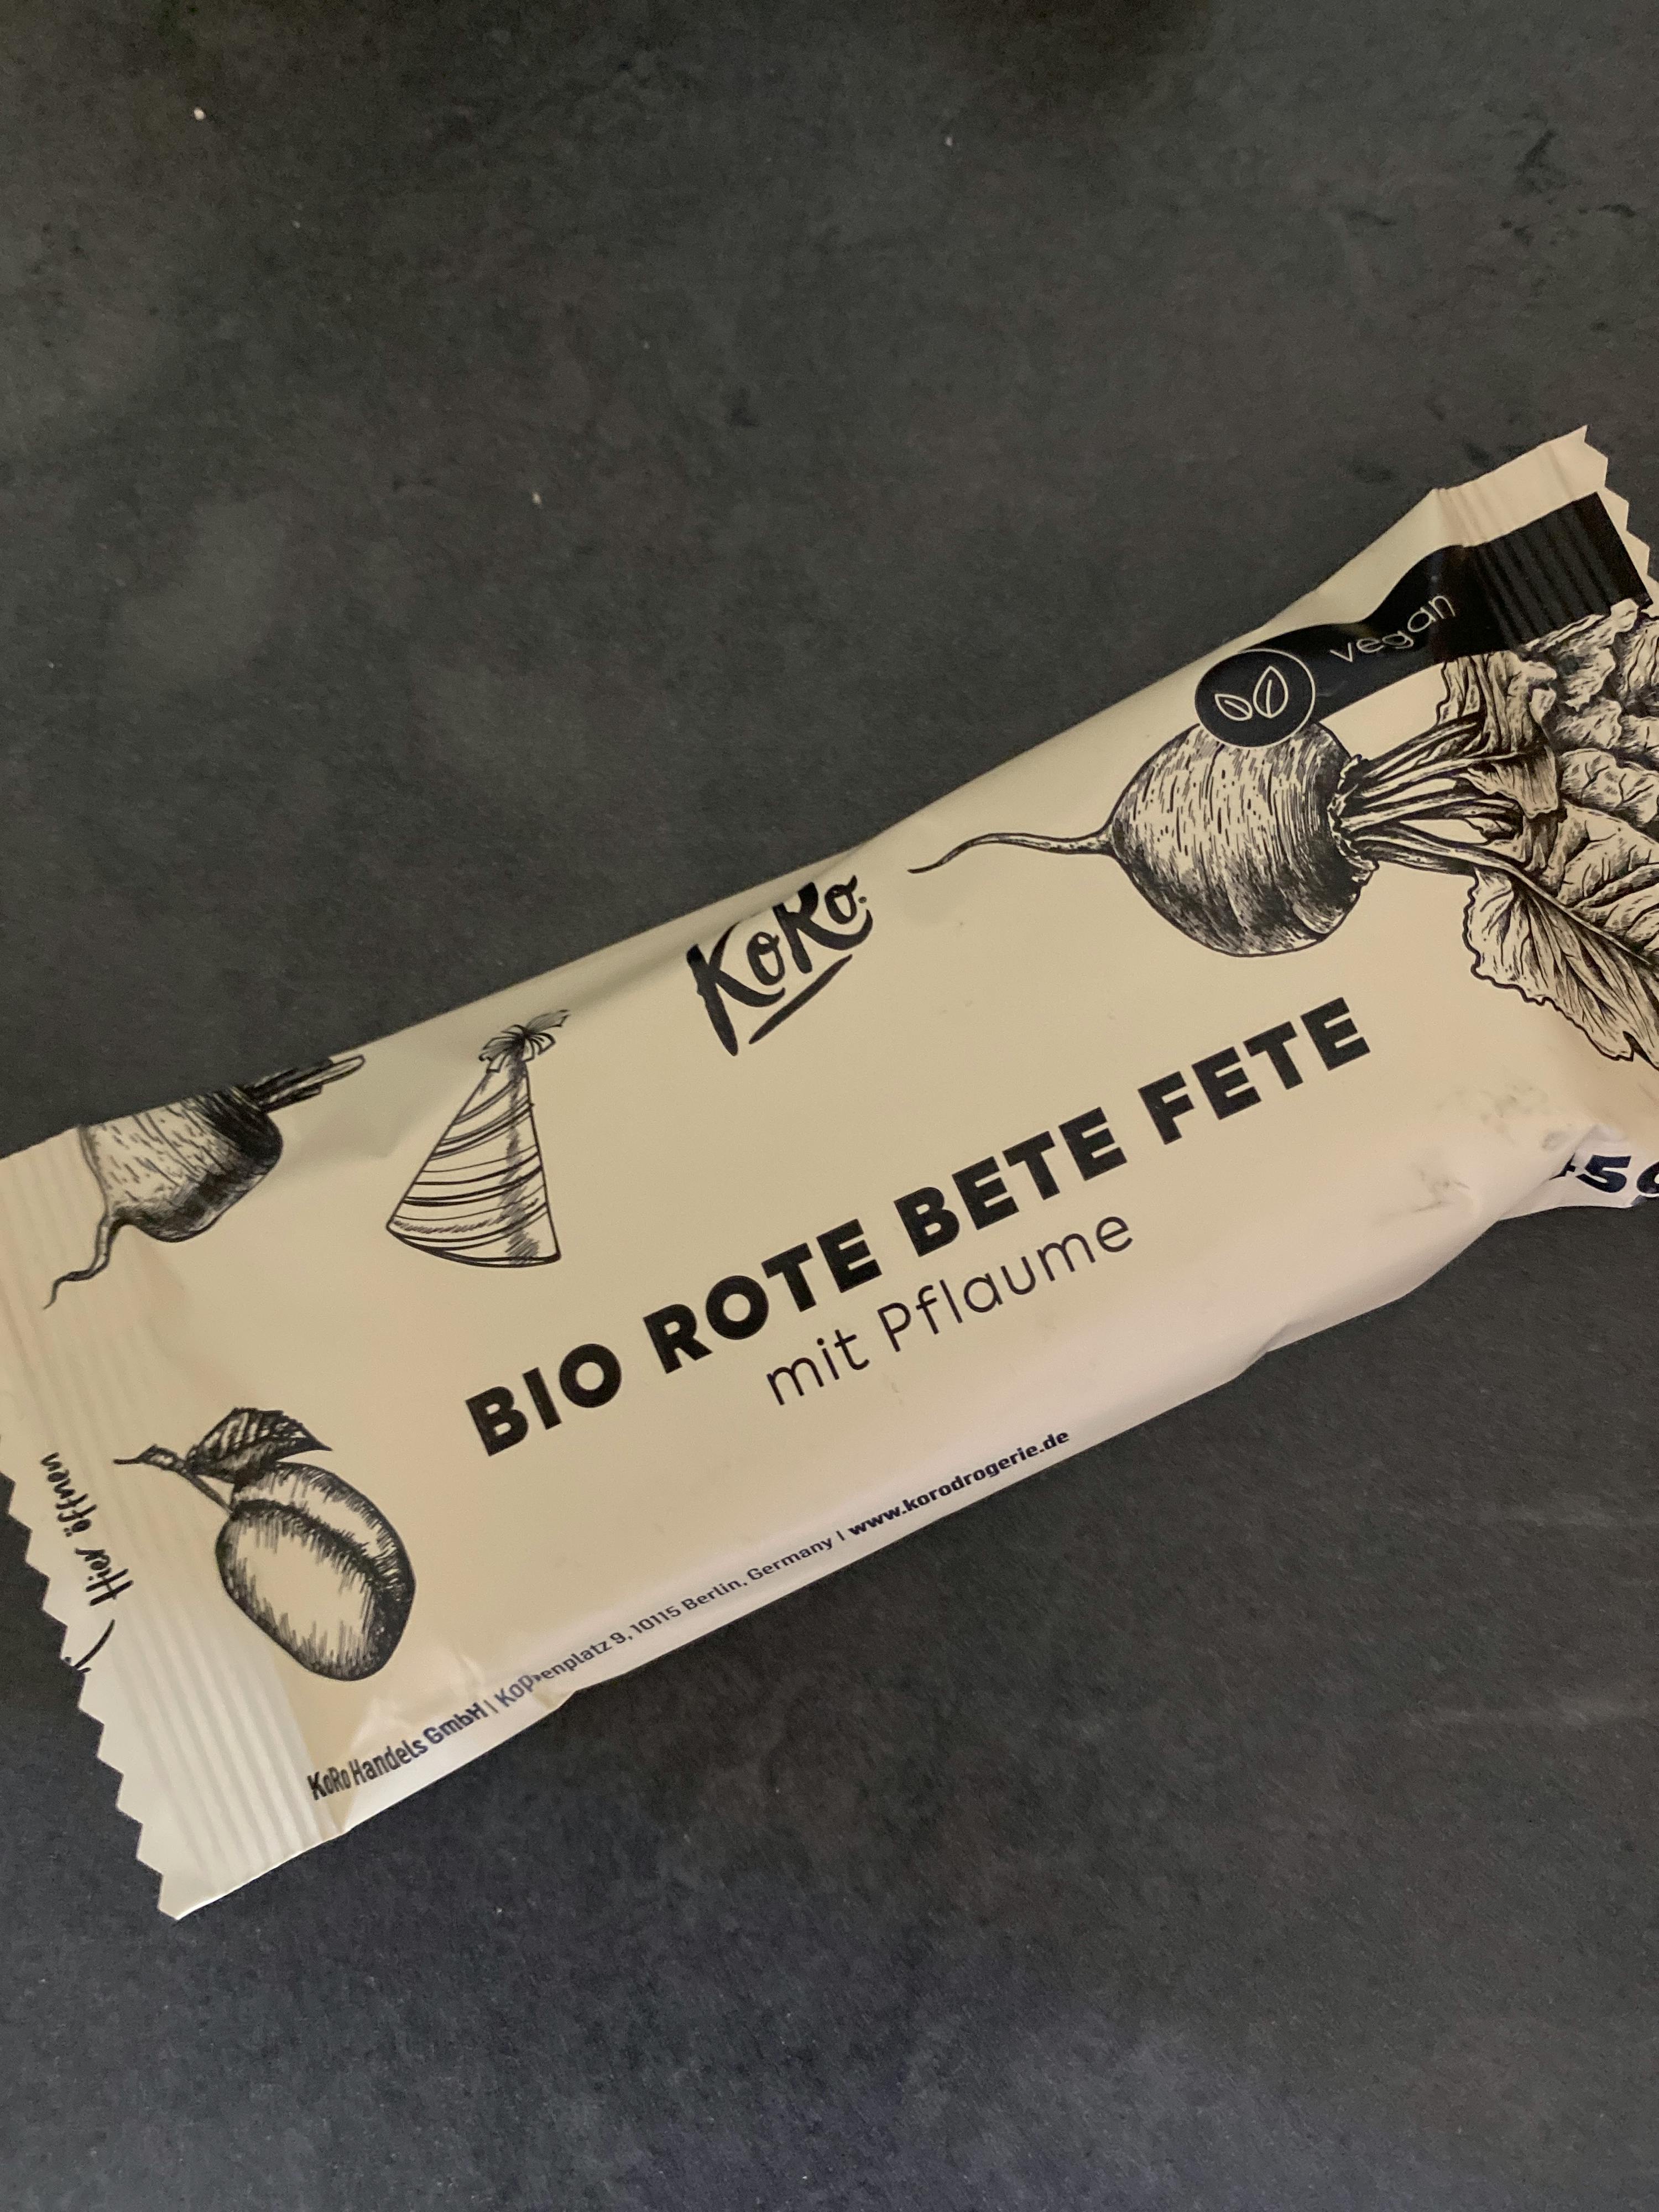 KoRo
vegan
BIO ROTE BETE FETE
mit Pflaume
Hier öffnen
KoRo Handels GmbH | Koppenplatz 9, 10115 Berlin, Germany | www.korodrogerie.de